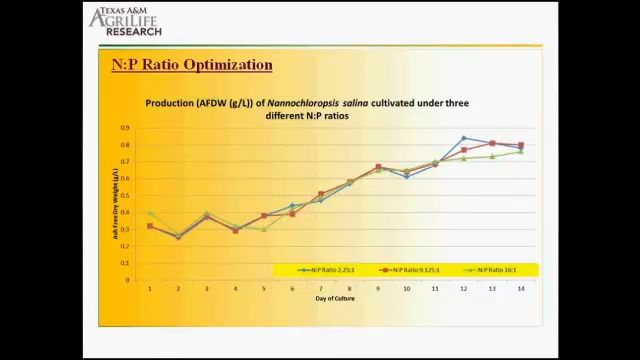 TEXAS A&M
AGRILIFE
RESEARCH
N:P Ratio Optimization
Production (AFDW (g/L)) of Nannochloropsis salina cultivated under three
different N:P ratios
Ash Free Dry Weight (g/L)
0.9
0.8
0.7
0.6
0.5
0.4
0.3
0.2
0.1
0
1 2 3 4 5 6 7 8 9 10 11 12 13 14
Day of Culture
N:P Ratio 2.25:1 N:P Ratio 9.125:1 N:P Ratio 16:1